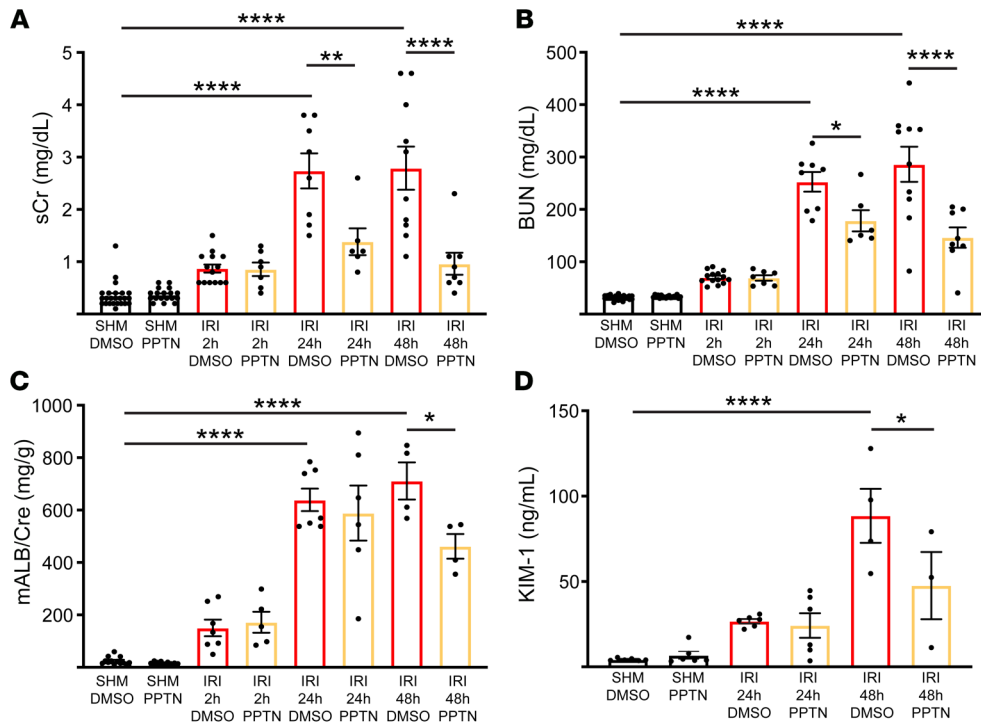 A
****
****
**
****
sCr (mg/dL)
5
4
3
2
1
SHM DMSO
SHM PPTN
IRI 2h DMSO
IRI 2h PPTN
IRI 24h DMSO
IRI 24h PPTN
IRI 48h DMSO
IRI 48h PPTN
B
****
****
*
****
BUN (mg/dL)
500
400
300
200
100
SHM DMSO
SHM PPTN
IRI 2h DMSO
IRI 2h PPTN
IRI 24h DMSO
IRI 24h PPTN
IRI 48h DMSO
IRI 48h PPTN
C
****
****
*
mALB/Cre (mg/g)
1000
800
600
400
200
SHM DMSO
SHM PPTN
IRI 2h DMSO
IRI 2h PPTN
IRI 24h DMSO
IRI 24h PPTN
IRI 48h DMSO
IRI 48h PPTN
D
****
*
KIM-1 (ng/mL)
150
100
50
SHM DMSO
SHM PPTN
IRI 24h DMSO
IRI 24h PPTN
IRI 48h DMSO
IRI 48h PPTN